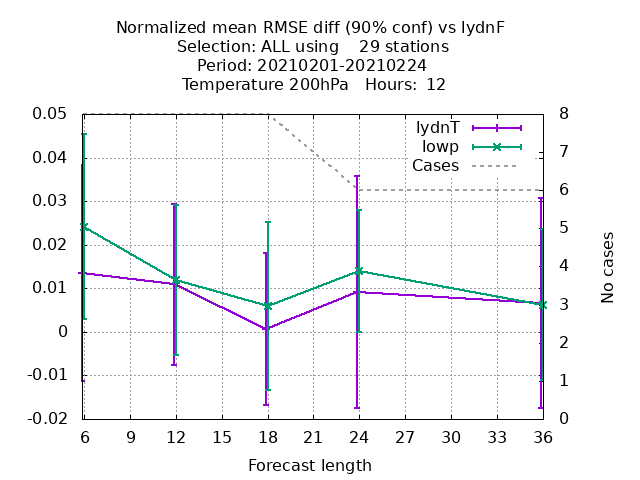 Normalized mean RMSE diff (90% conf) vs lydnF
Selection: ALL using    29 stations
Period: 20210201-20210224
Temperature 200hPa   Hours:  12
lydnT
lowp
Cases
0.05
0.04
0.03
0.02
0.01
0
-0.01
-0.02
8
7
6
5
4
3
2
1
0
No cases
6 9 12 15 18 21 24 27 30 33 36
Forecast length